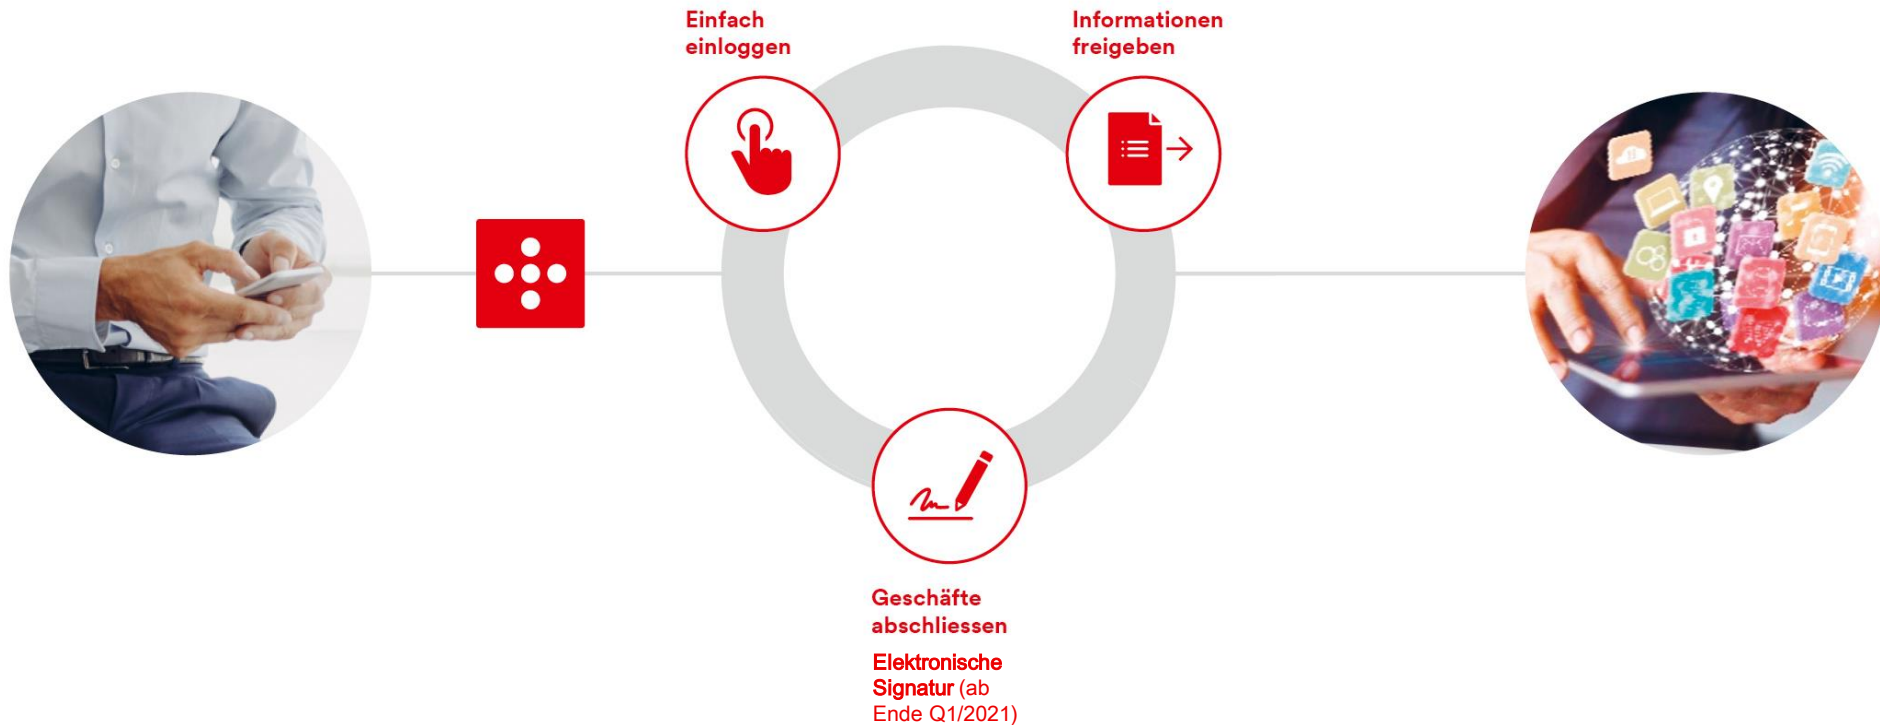 Einfach
einloggen
Informationen
freigeben
Geschäfte
abschliessen
Elektronische
Signatur (ab
Ende Q1/2021)